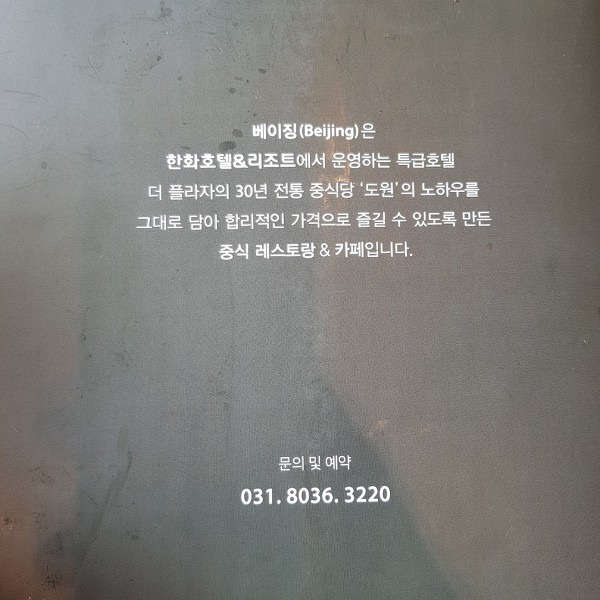 베이징(Beijing)은
한화호텔&리조트에서 운영하는 특급호텔
더 플라자의 30년 전통 중식당 '도원'의 노하우를
그대로 담아 합리적인 가격으로 즐길 수 있도록 만든
중식 레스토랑 & 카페입니다.
문의 및 예약
031. 8036. 3220